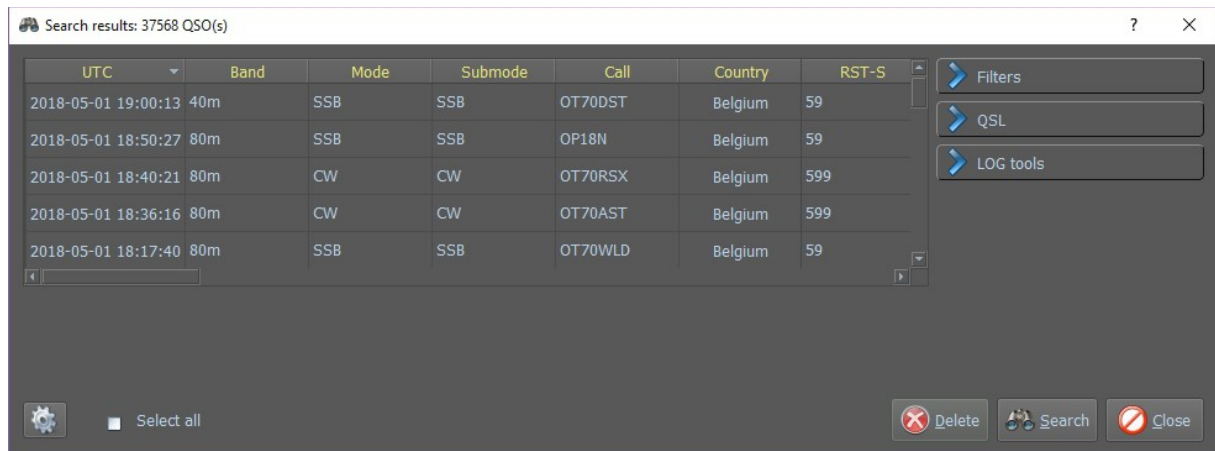 Search results: 37568 QSO(s)
UTC Band Mode Submode Call Country RST-S
2018-05-01 19:00:13 40m SSB SSB OT70DST Belgium 59
2018-05-01 18:50:27 80m SSB SSB OP18N Belgium 59
2018-05-01 18:40:21 80m CW CW OT70RSX Belgium 599
2018-05-01 18:36:16 80m CW CW OT70AST Belgium 599
2018-05-01 18:17:40 80m SSB SSB OT70WLD Belgium 59
Filters
QSL
LOG tools
Select all
Delete Search Close